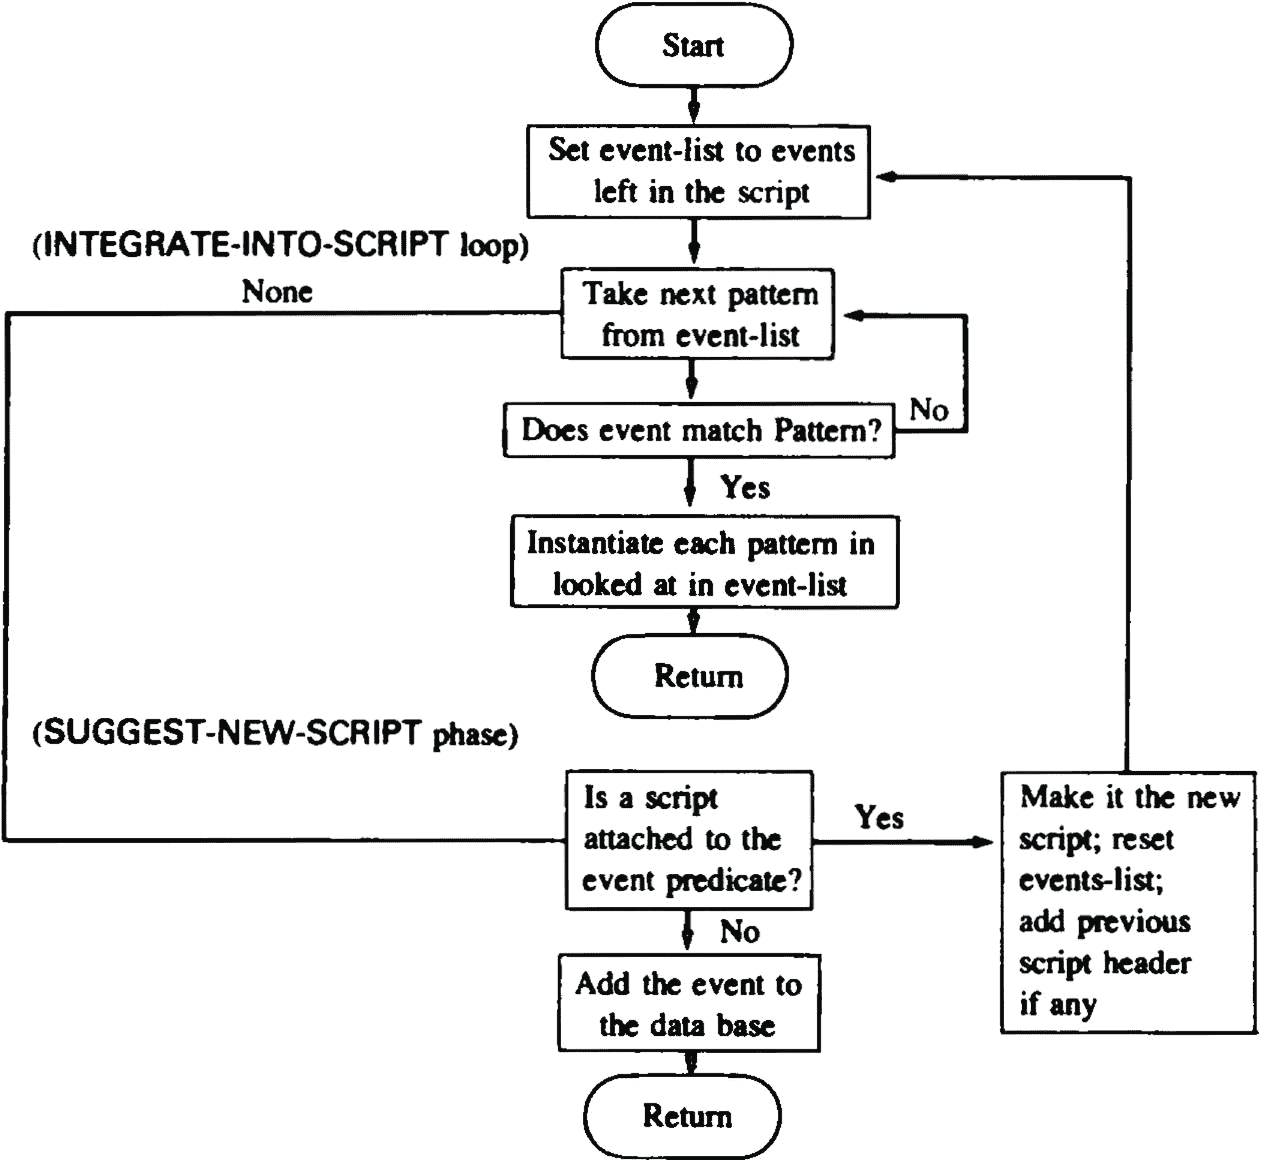 Start
Set event-list to events
left in the script
(INTEGRATE-INTO-SCRIPT loop)
None
Take next pattern
from event-list
Does event match Pattern?
No
Yes
Instantiate each pattern in
looked at in event-list
Return
(SUGGEST-NEW-SCRIPT phase)
Is a script
attached to the
event predicate?
Yes
Make it the new
script; reset
events-list;
add previous
script header
if any
No
Add the event to
the data base
Return